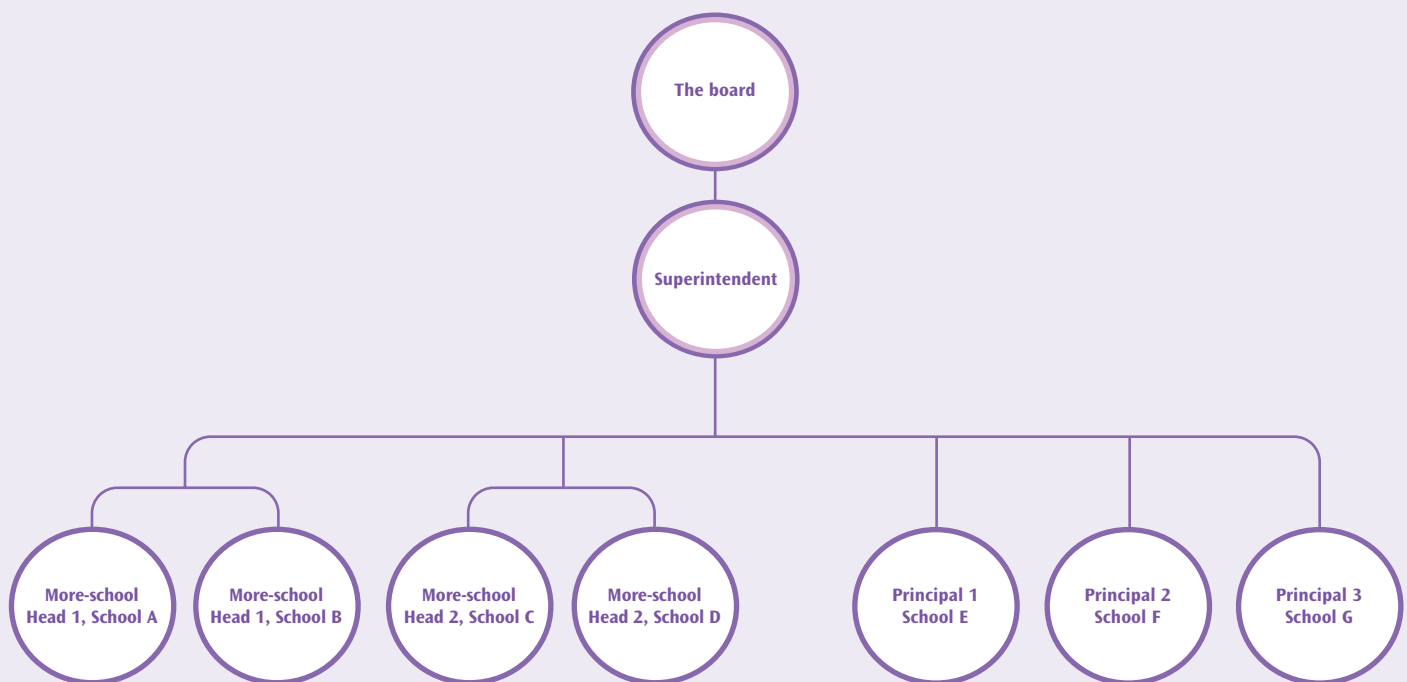 The board
Superintendent
More-school
Head 1, School A
More-school
Head 1, School B
More-school
Head 2, School C
More-school
Head 2, School D
Principal 1
School E
Principal 2
School F
Principal 3
School G